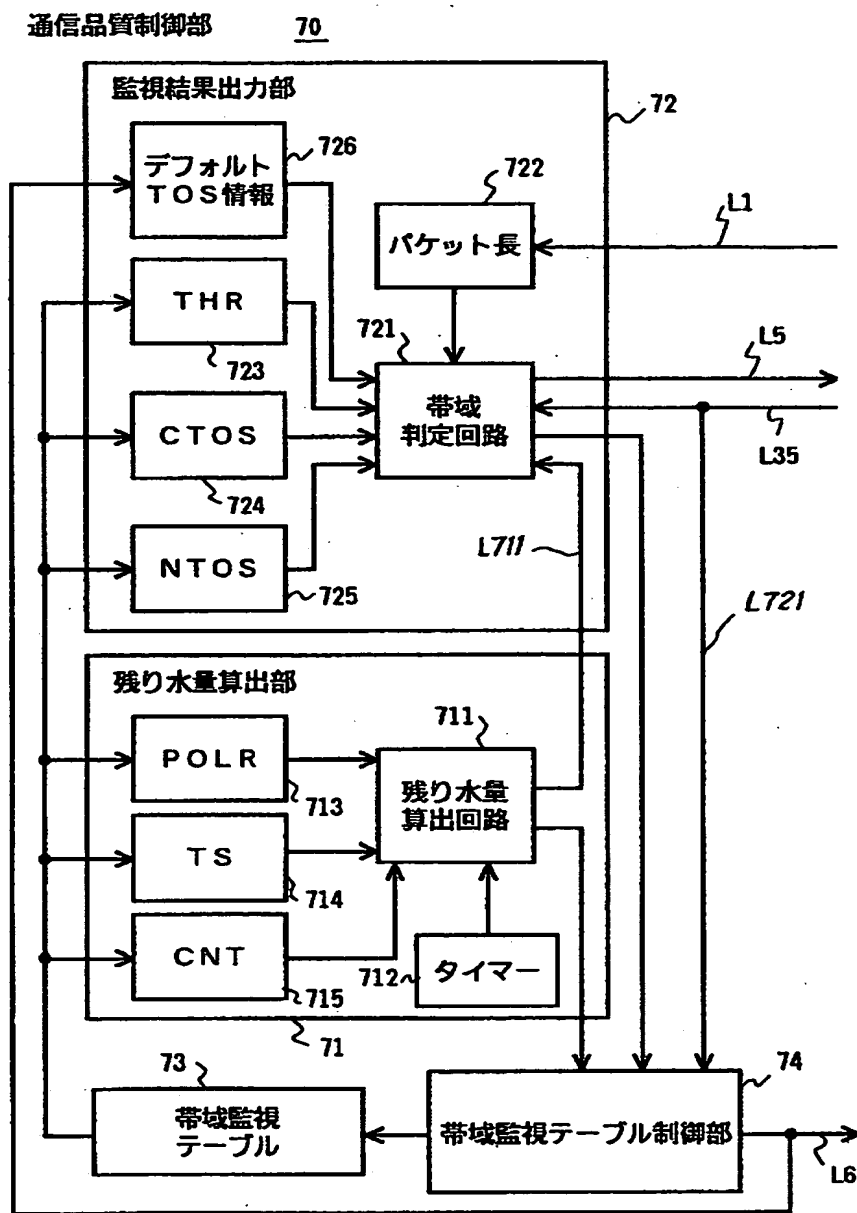 通信品質制御部 70
監視結果出力部
72
デフォルト
TOS情報
726
722
パケット長
L1
THR
723
721
帯域
判定回路
L5
L35
CTOS
724
NTOS
725
L711
L721
残り水量算出部
POLR
713
711
残り水量
算出回路
TS
714
CNT
715
712
タイマー
71
73
帯域監視
テーブル
74
帯域監視テーブル制御部
L6